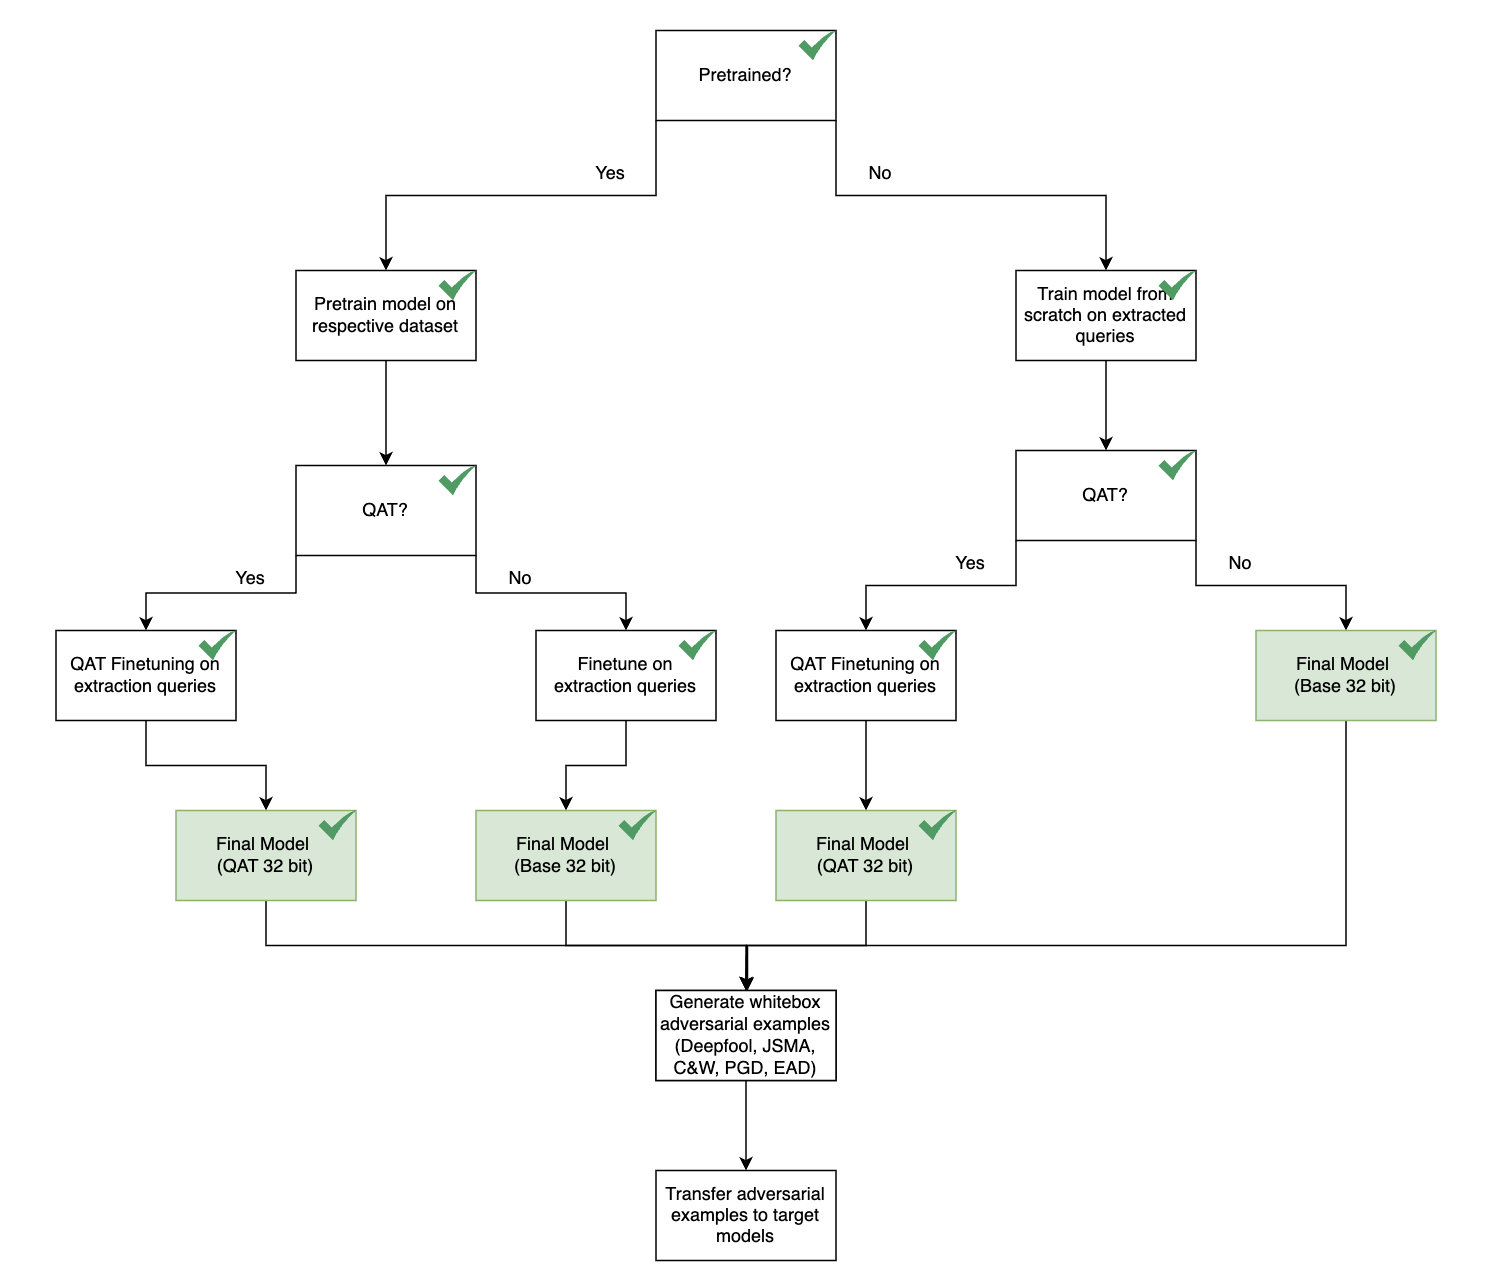 Pretrained?
Yes
No
Pretrain model on
respective dataset
Train model from
scratch on extracted
queries
QAT?
QAT?
Yes
No
Yes
No
QAT Finetuning on
extraction queries
Finetune on
extraction queries
QAT Finetuning on
extraction queries
Final Model
(Base 32 bit)
Final Model
(QAT 32 bit)
Final Model
(Base 32 bit)
Final Model
(QAT 32 bit)
Generate whitebox
adversarial examples
(Deepfool, JSMA,
C&W, PGD, EAD)
Transfer adversarial
examples to target
models